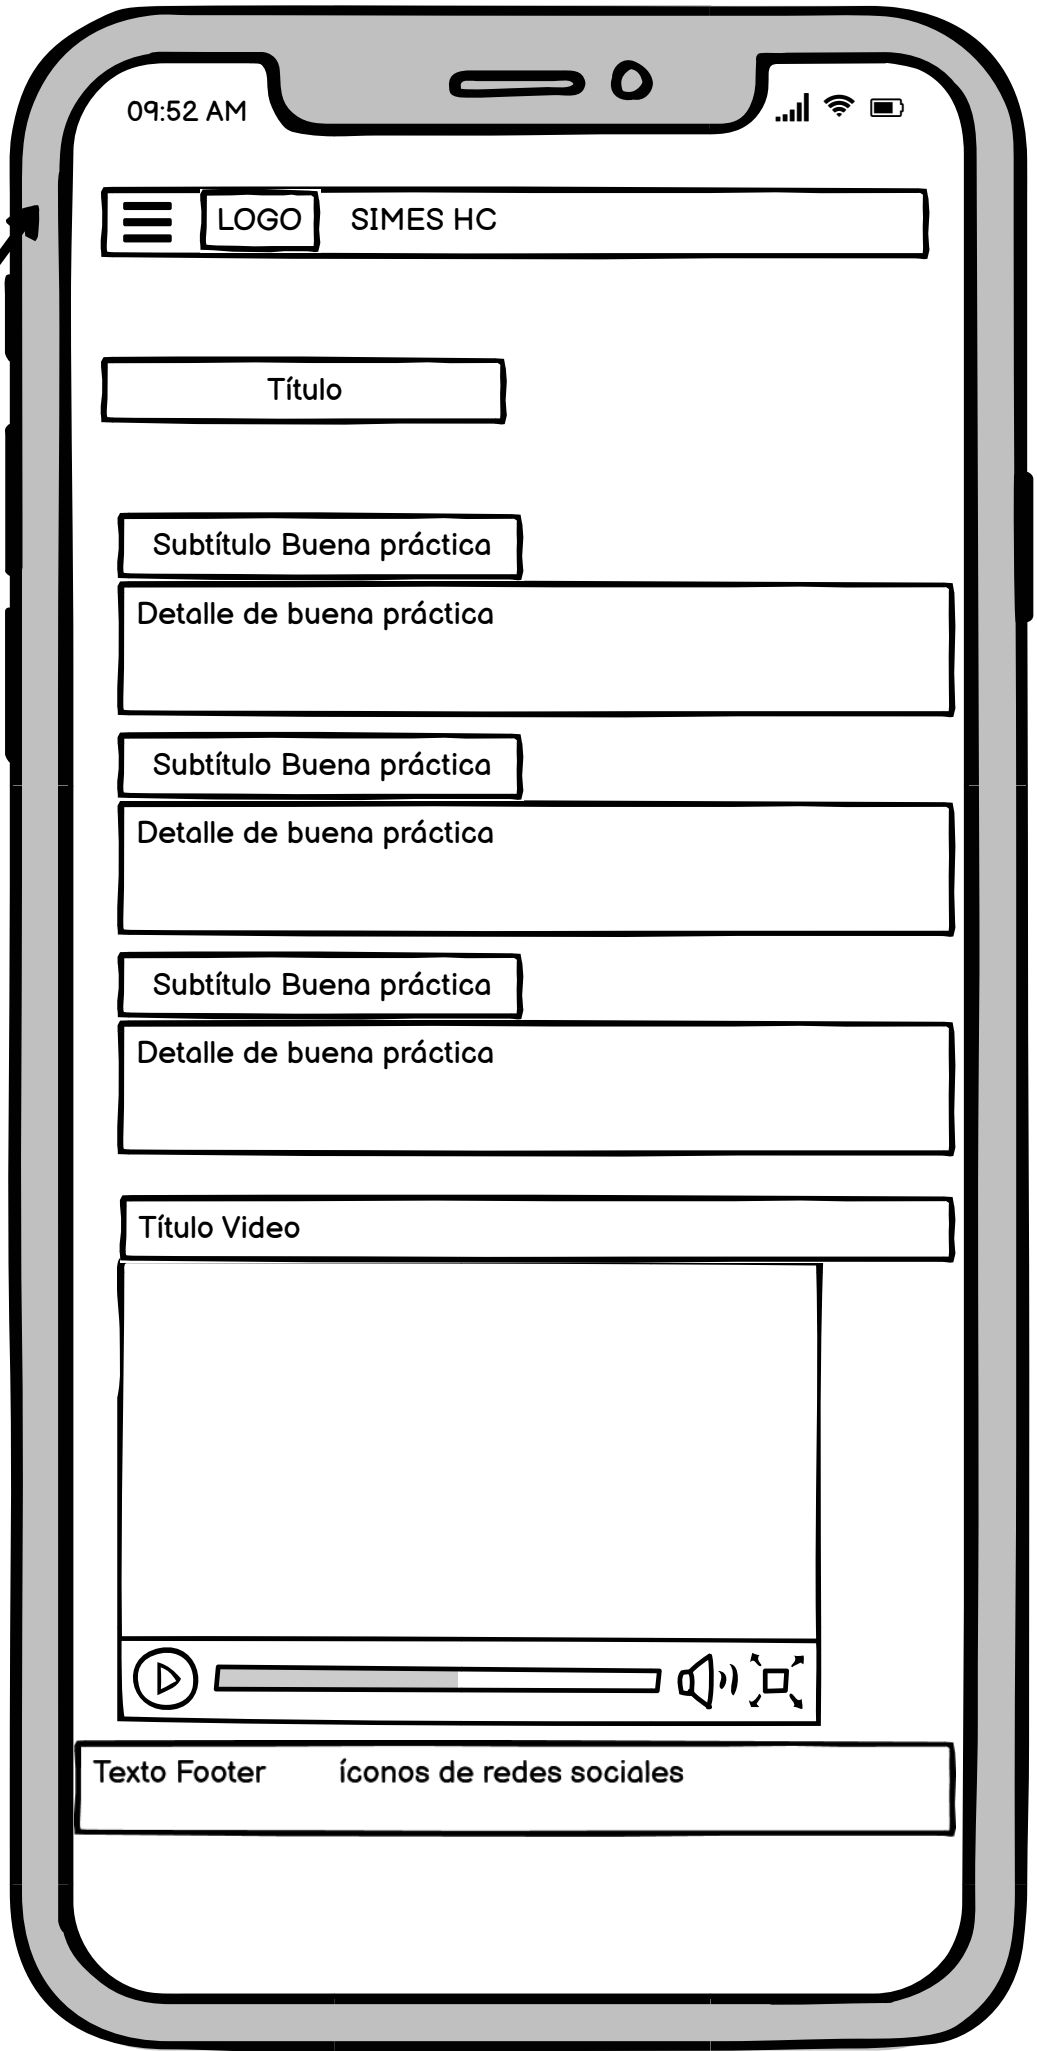 09:52 AM
LOGO SIMES HC
Título
Subtítulo Buena práctica
Detalle de buena práctica
Subtítulo Buena práctica
Detalle de buena práctica
Subtítulo Buena práctica
Detalle de buena práctica
Título Video
Texto Footer íconos de redes sociales